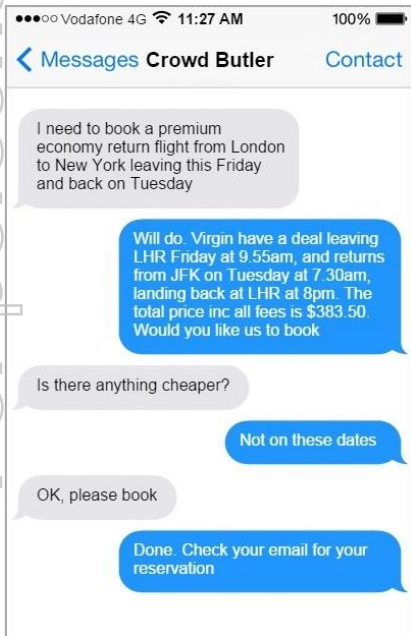 Vodafone 4G 11:27 AM 100%
Messages Crowd Butler Contact
I need to book a premium
economy return flight from London
to New York leaving this Friday
and back on Tuesday
Will do. Virgin have a deal leaving
LHR Friday at 9.55am, and returns
from JFK on Tuesday at 7.30am,
landing back at LHR at 8pm. The
total price inc all fees is $383.50.
Would you like us to book
Is there anything cheaper?
Not on these dates
OK, please book
Done. Check your email for your
reservation